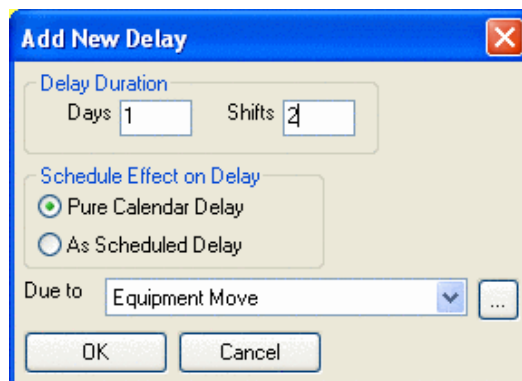 Add New Delay
Delay Duration
Days 1 Shifts 2
Schedule Effect on Delay
Pure Calendar Delay
As Scheduled Delay
Due to Equipment Move ...
OK Cancel